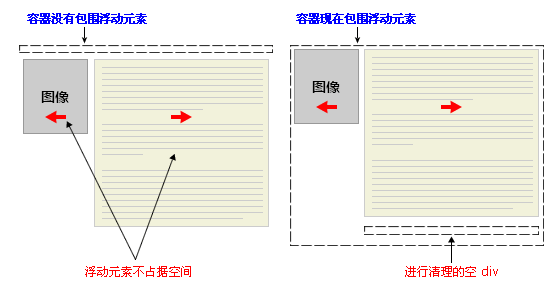 容器没有包围浮动元素
容器现在包围浮动元素
图像
图像
浮动元素不占据空间
进行清理的空 div